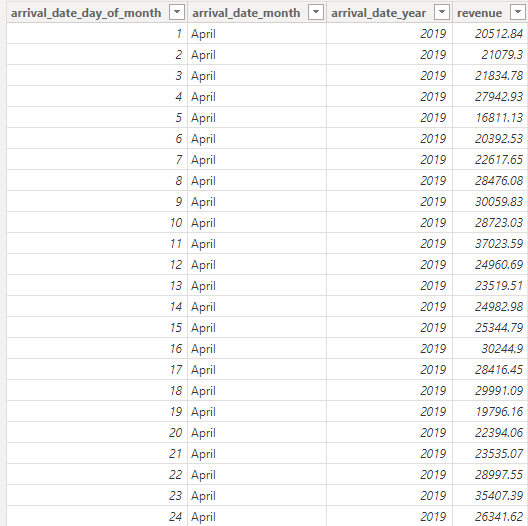 arrival_date_day_of_month arrival_date_month arrival_date_year revenue
1 April 2019 20512.84
2 April 2019 21079.3
3 April 2019 21834.78
4 April 2019 27942.93
5 April 2019 16811.13
6 April 2019 20392.53
7 April 2019 22617.65
8 April 2019 28476.08
9 April 2019 30059.83
10 April 2019 28723.03
11 April 2019 37023.59
12 April 2019 24960.69
13 April 2019 23519.51
14 April 2019 24982.98
15 April 2019 25344.79
16 April 2019 30244.9
17 April 2019 28416.45
18 April 2019 29991.09
19 April 2019 19796.16
20 April 2019 22394.06
21 April 2019 23535.07
22 April 2019 28997.55
23 April 2019 35407.39
24 April 2019 26341.62